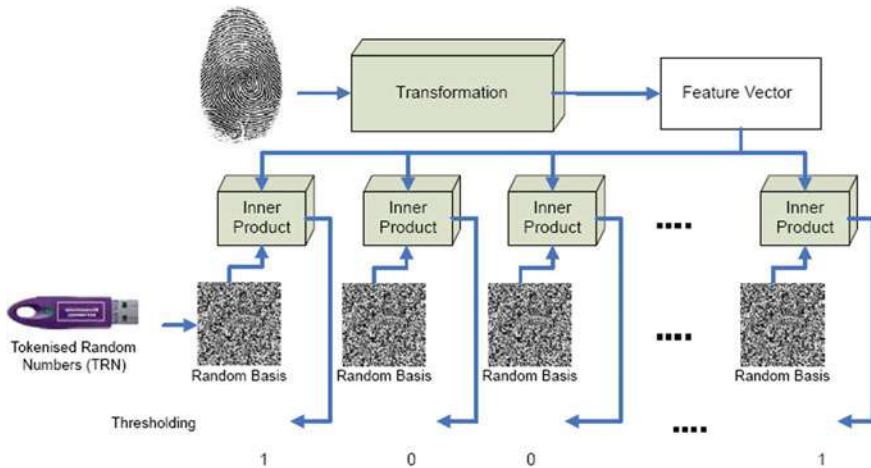 Transformation
Feature Vector
Inner
Product
Inner
Product
Inner
Product
Inner
Product
Tokenised Random
Numbers (TRN)
Random Basis
Random Basis
Random Basis
Random Basis
Thresholding
1 0 0 1